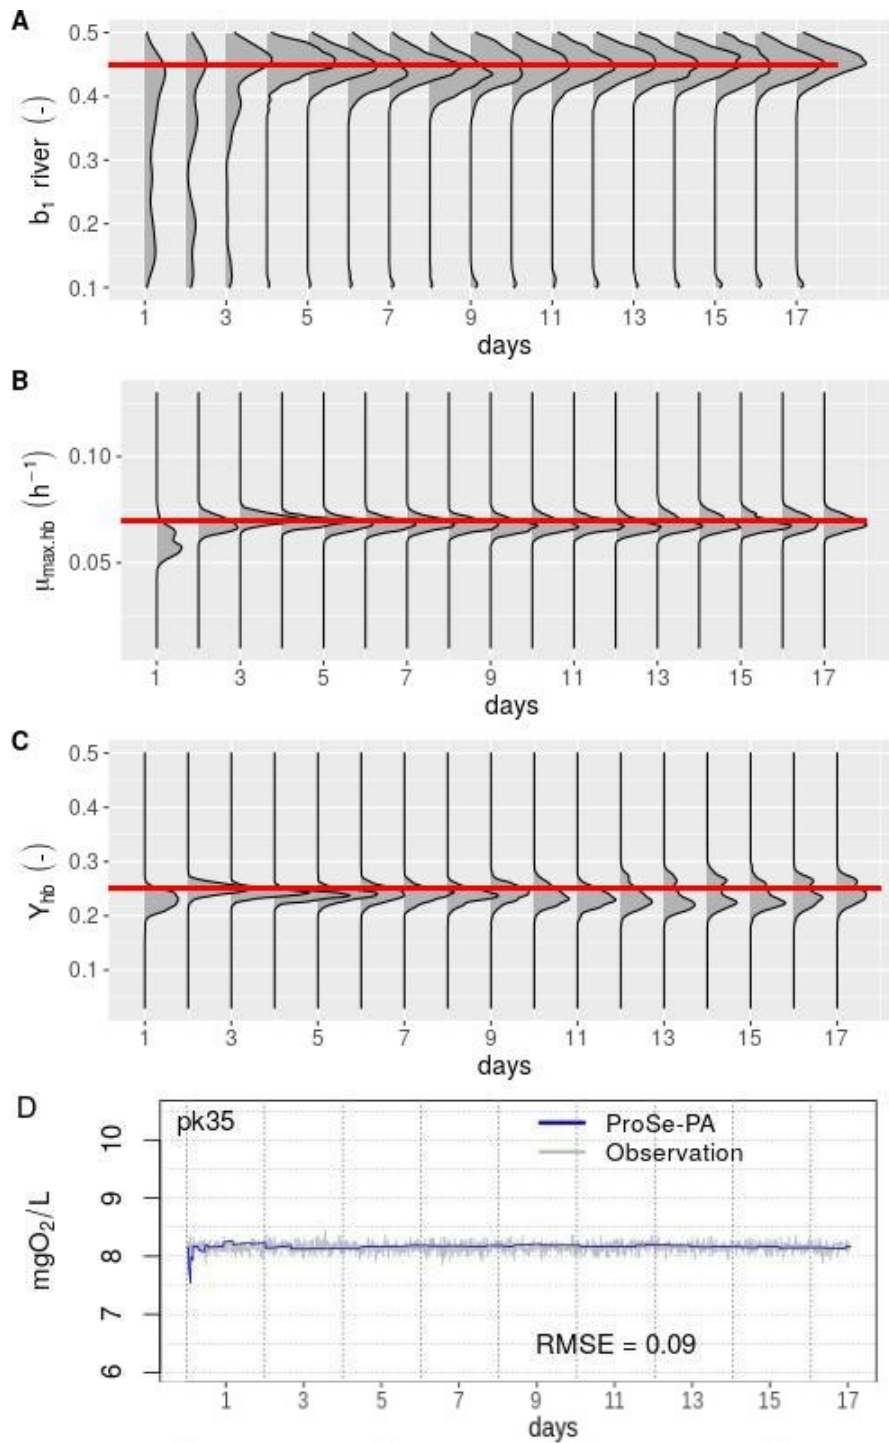 A
0.5
0.4
0.3
0.2
0.1
b₁ river (-)
1 3 5 7 9 11 13 15 17
days
B
0.10
0.05
μmax.hb (h⁻¹)
1 3 5 7 9 11 13 15 17
days
C
0.5
0.4
0.3
0.2
0.1
Yhb (-)
1 3 5 7 9 11 13 15 17
days
D
pk35
ProSe-PA
Observation
10
9
8
7
6
mgO₂/L
RMSE = 0.09
1 3 5 7 9 11 13 15 17
days